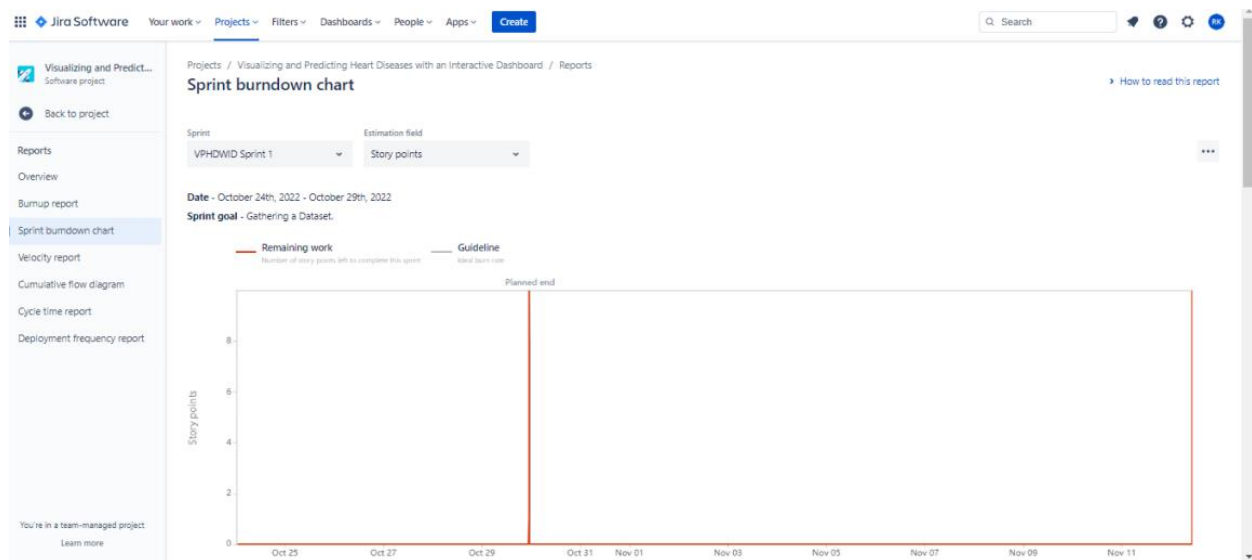 Jira Software Your work Projects Filters Dashboards People Apps Create Search RK
Visualizing and Predict...
Software project
Back to project
Reports
Overview
Burnup report
Sprint burndown chart
Velocity report
Cumulative flow diagram
Cycle time report
Deployment frequency report
You're in a team-managed project
Learn more
Projects / Visualizing and Predicting Heart Diseases with an Interactive Dashboard / Reports
Sprint burndown chart
How to read this report
Sprint Estimation field
VPHDWID Sprint 1 Story points
Date - October 24th, 2022 - October 29th, 2022
Sprint goal - Gathering a Dataset.
Remaining work Guideline
Number of story points left to complete this sprint Ideal burn rate
Planned end
Story points
8
6
4
2
0
Oct 25 Oct 27 Oct 29 Oct 31 Nov 01 Nov 03 Nov 05 Nov 07 Nov 09 Nov 11